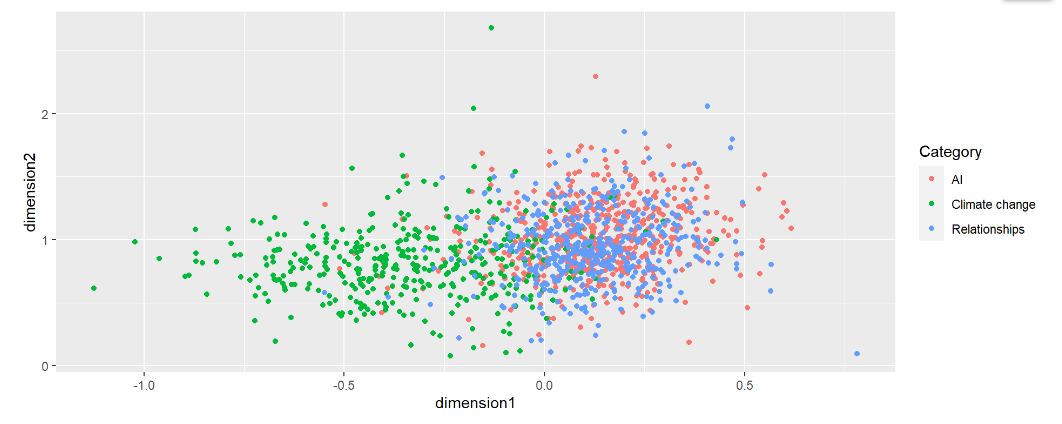 dimension2
2
1
0
-1.0
-0.5
0.0
0.5
dimension1
Category
AI
Climate change
Relationships